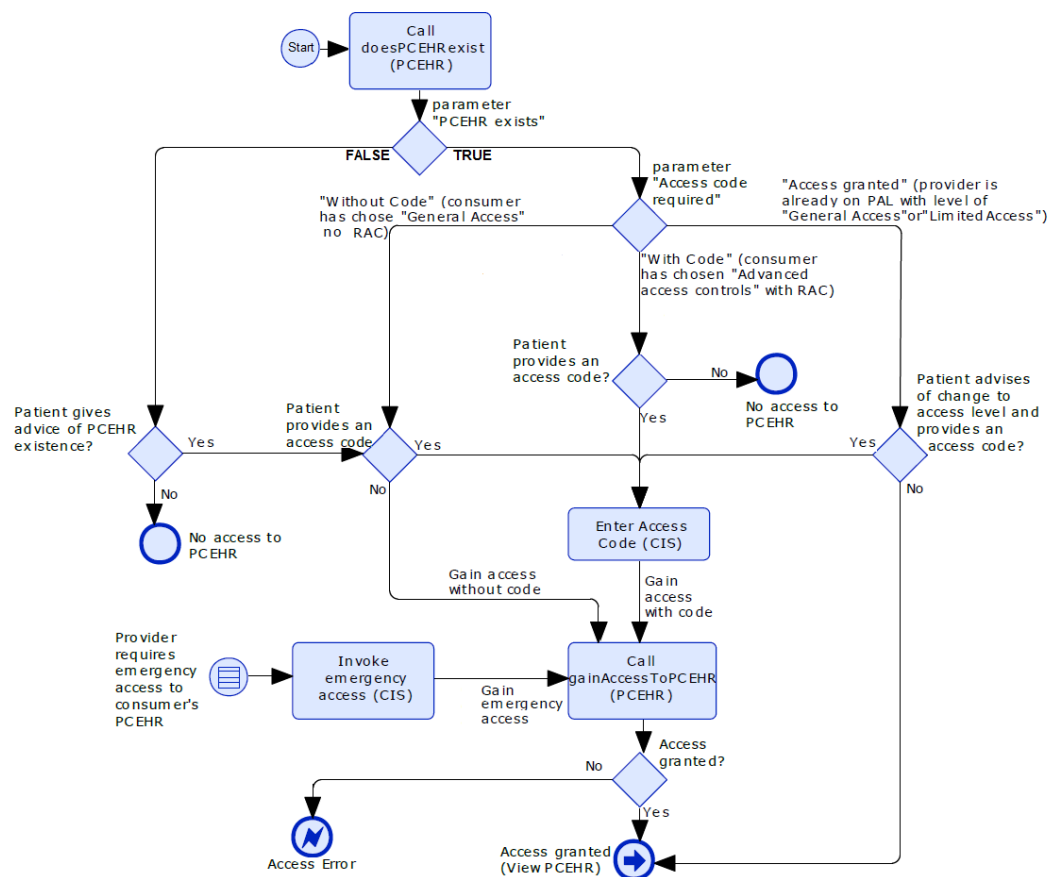 Call
doesPCEHRexist
(PCEHR)
Start
parameter
"PCEHR exists"
FALSE
TRUE
parameter
"Access code
required"
"Without Code" (consumer
has chose "General Access"
no RAC)
"Access granted" (provider is
already on PAL with level of
"General Access"or"Limited Access")
"With Code" (consumer
has chosen "Advanced
access controls" with RAC)
Patient
provides an
access code?
No
No access to
PCEHR
Yes
Patient gives
advice of PCEHR
existence?
Yes
No
No access to
PCEHR
Patient
provides an
access code
Yes
No
Patient advises
of change to
access level and
provides an
access code?
Yes
No
Enter Access
Code (CIS)
Gain access
without code
Gain
access
with code
Provider
requires
emergency
access to
consumer's
PCEHR
Invoke
emergency
access (CIS)
Gain
emergency
access
Call
gainAccessToPCEHR
(PCEHR)
Access
granted?
No
Yes
Access Error
Access granted
(View PCEHR)